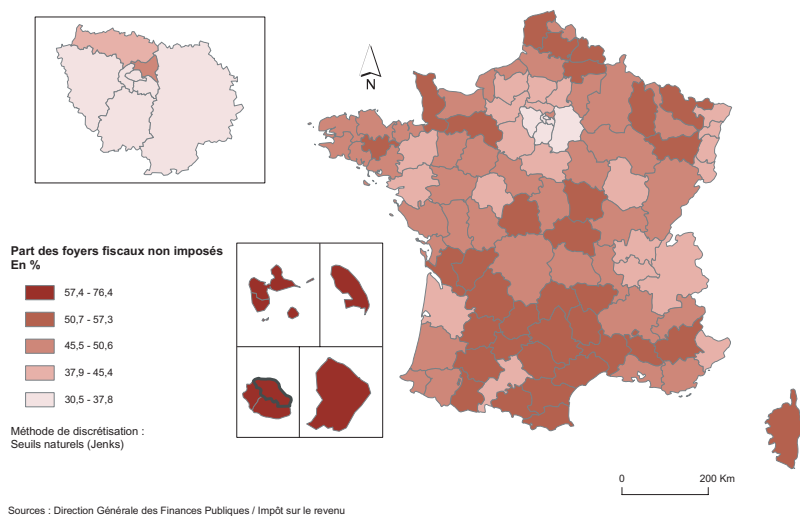 N
Part des foyers fiscaux non imposés
En %
57,4 - 76,4
50,7 - 57,3
45,5 - 50,6
37,9 - 45,4
30,5 - 37,8
Méthode de discrétisation :
Seuils naturels (Jenks)
0 200 Km
Sources : Direction Générale des Finances Publiques / Impôt sur le revenu